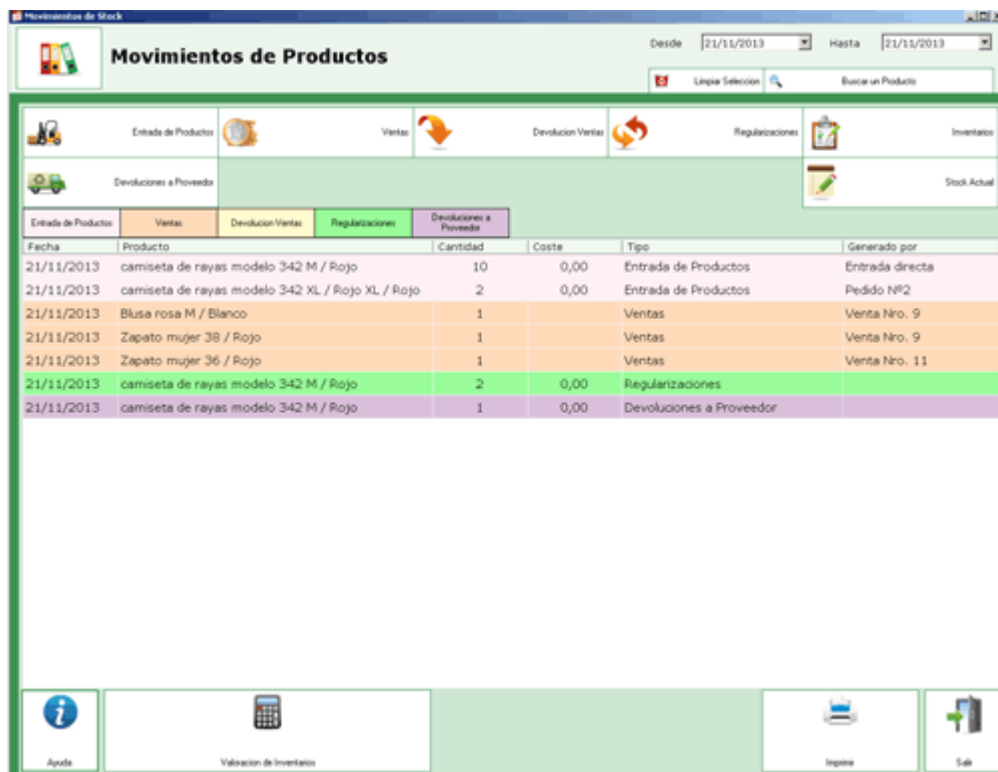 Movimientos de Stock
Movimientos de Productos
Desde 21/11/2013 Hasta 21/11/2013
Limpiar Seleccion Buscar un Producto
Entrada de Productos Ventas Devolucion Ventas Regularizaciones Inventarios
Devoluciones a Proveedor Stock Actual
Entrada de Productos Ventas Devolucion Ventas Regularizaciones Devoluciones a
Proveedor
Fecha Producto Cantidad Coste Tipo Generado por
21/11/2013 camiseta de rayas modelo 342 M / Rojo 10 0,00 Entrada de Productos Entrada directa
21/11/2013 camiseta de rayas modelo 342 XL / Rojo XL / Rojo 2 0,00 Entrada de Productos Pedido Nº2
21/11/2013 Blusa rosa M / Blanco 1 Ventas Venta Nro. 9
21/11/2013 Zapato mujer 38 / Rojo 1 Ventas Venta Nro. 9
21/11/2013 Zapato mujer 36 / Rojo 1 Ventas Venta Nro. 11
21/11/2013 camiseta de rayas modelo 342 M / Rojo 2 0,00 Regularizaciones
21/11/2013 camiseta de rayas modelo 342 M / Rojo 1 0,00 Devoluciones a Proveedor
Ayuda Valoracion de Inventarios Imprimir Salir